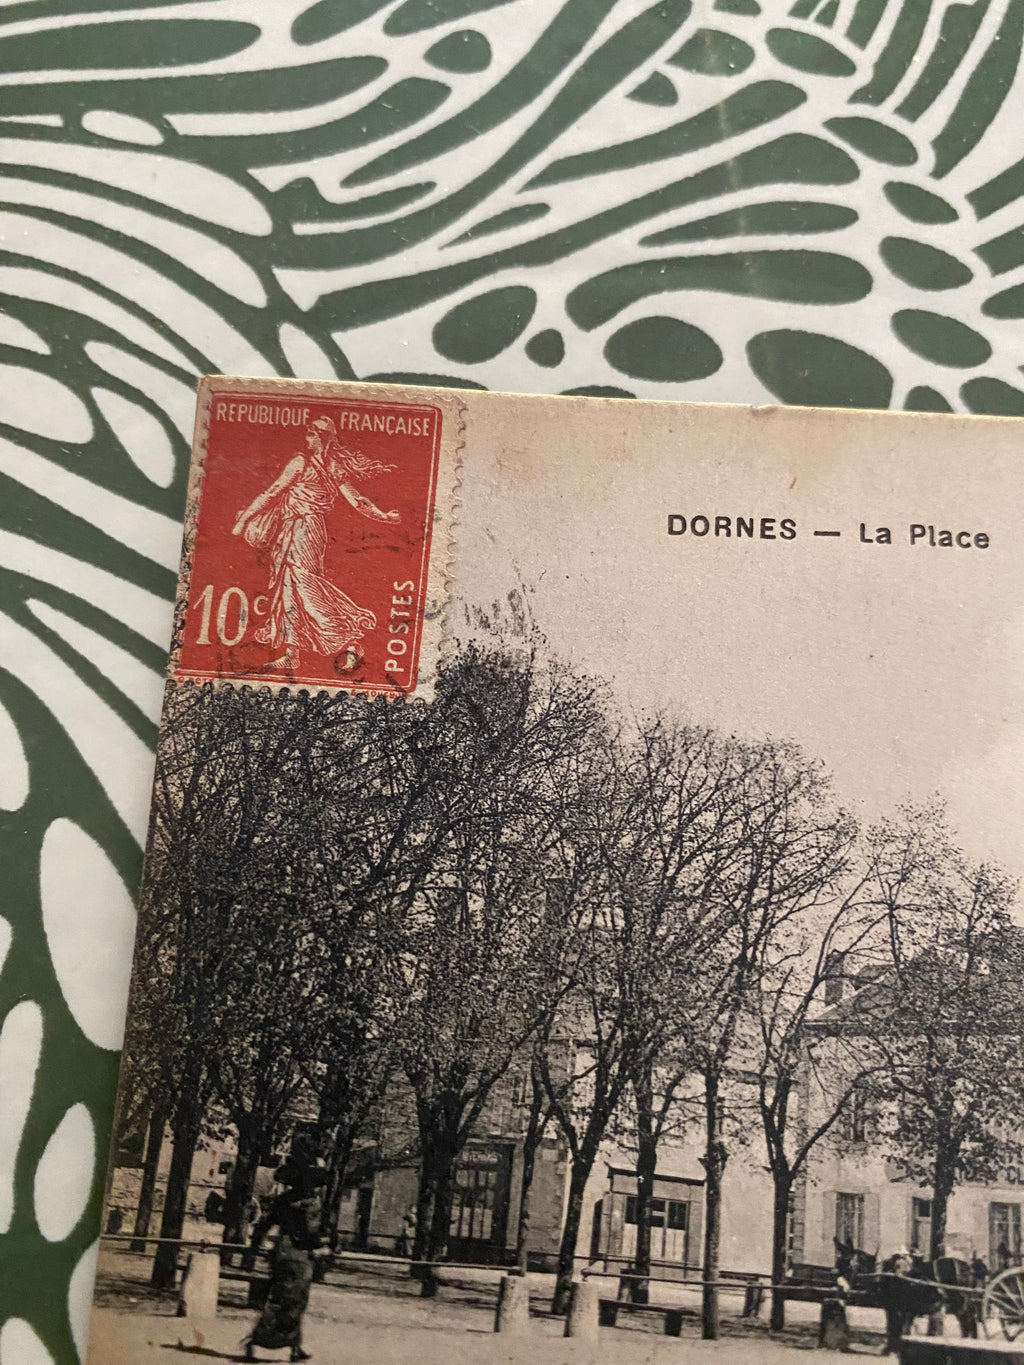 REPUBLIQUE FRANÇAISE
10c
POSTES
DORNES — La Place